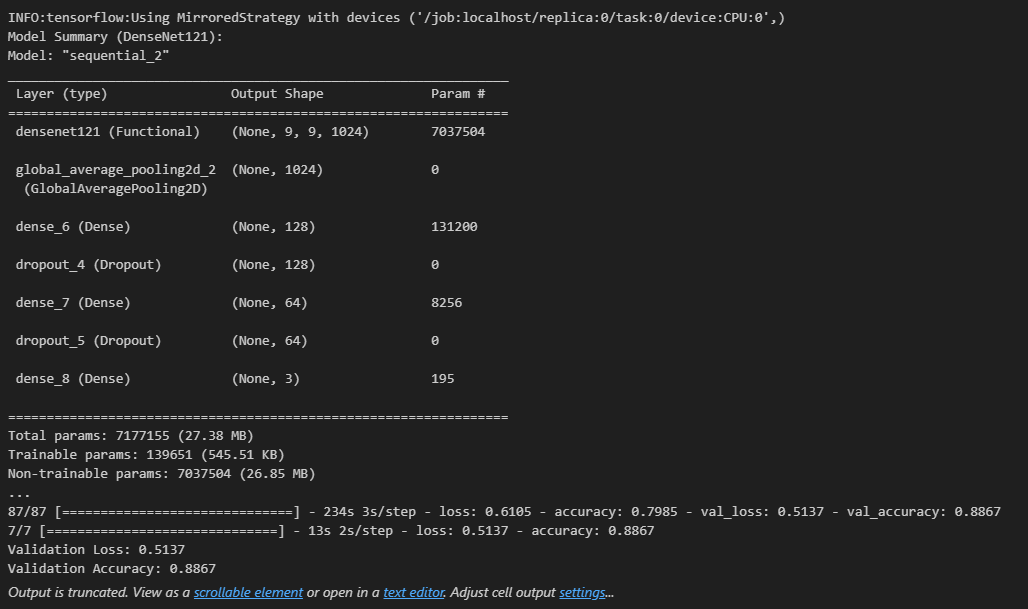 INFO:tensorflow:Using MirroredStrategy with devices ('/job:localhost/replica:0/task:0/device:CPU:0',)
Model Summary (DenseNet121):
Model: "sequential_2"
_________________________________________________________________
Layer (type)                Output Shape              Param #
=================================================================
densenet121 (Functional)    (None, 9, 9, 1024)        7037504
global_average_pooling2d_2  (None, 1024)              0
(GlobalAveragePooling2D)
dense_6 (Dense)             (None, 128)               131200
dropout_4 (Dropout)         (None, 128)               0
dense_7 (Dense)             (None, 64)                8256
dropout_5 (Dropout)         (None, 64)                0
dense_8 (Dense)             (None, 3)                 195
=================================================================
Total params: 7177155 (27.38 MB)
Trainable params: 139651 (545.51 KB)
Non-trainable params: 7037504 (26.85 MB)
...
87/87 [==============================] - 234s 3s/step - loss: 0.6105 - accuracy: 0.7985 - val_loss: 0.5137 - val_accuracy: 0.8867
7/7 [==============================] - 13s 2s/step - loss: 0.5137 - accuracy: 0.8867
Validation Loss: 0.5137
Validation Accuracy: 0.8867
Output is truncated. View as a scrollable element or open in a text editor. Adjust cell output settings...